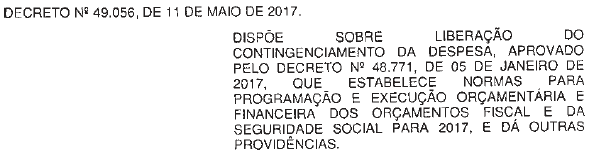 DECRETO Nº 49.056, DE 11 DE MAIO DE 2017.
DISPÕE SOBRE LIBERAÇÃO DO
CONTINGENCIAMENTO DA DESPESA, APROVADO
PELO DECRETO Nº 48.771, DE 05 DE JANEIRO DE
2017, QUE ESTABELECE NORMAS PARA
PROGRAMAÇÃO E EXECUÇÃO ORÇAMENTÁRIA E
FINANCEIRA DOS ORÇAMENTOS FISCAL E DA
SEGURIDADE SOCIAL PARA 2017, E DÁ OUTRAS
PROVIDÊNCIAS.